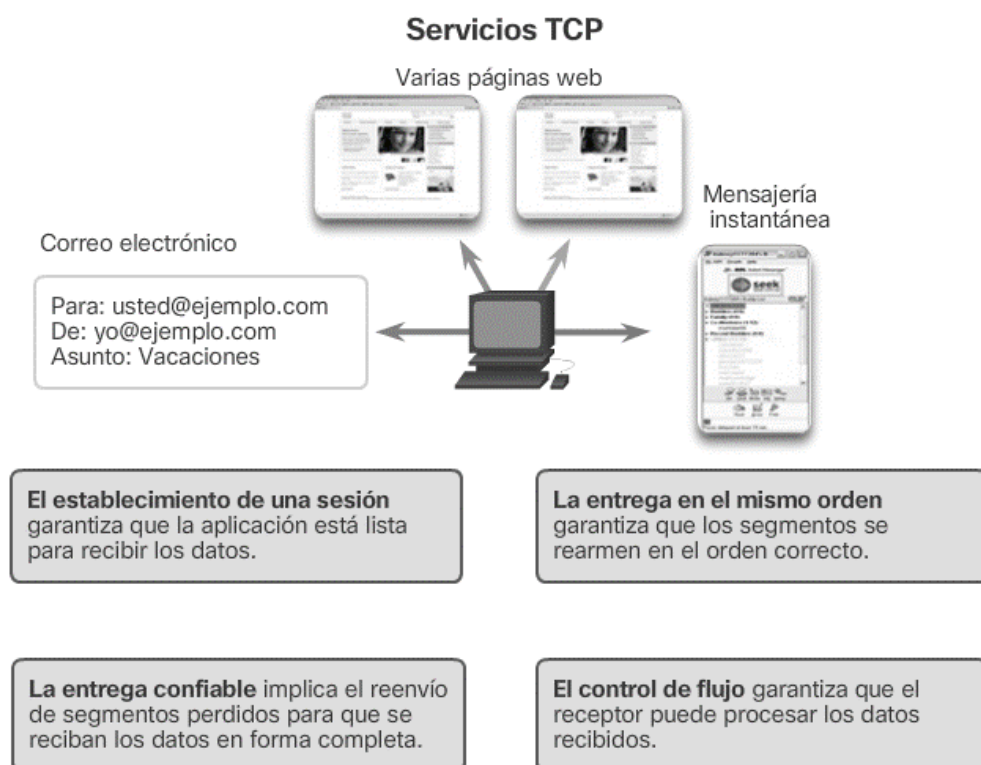 Servicios TCP
Varias páginas web
Mensajería
instantánea
Correo electrónico
Para: usted@ejemplo.com
De: yo@ejemplo.com
Asunto: Vacaciones
seek
El establecimiento de una sesión
garantiza que la aplicación está lista
para recibir los datos.
La entrega en el mismo orden
garantiza que los segmentos se
rearmen en el orden correcto.
La entrega confiable implica el reenvío
de segmentos perdidos para que se
reciban los datos en forma completa.
El control de flujo garantiza que el
receptor puede procesar los datos
recibidos.